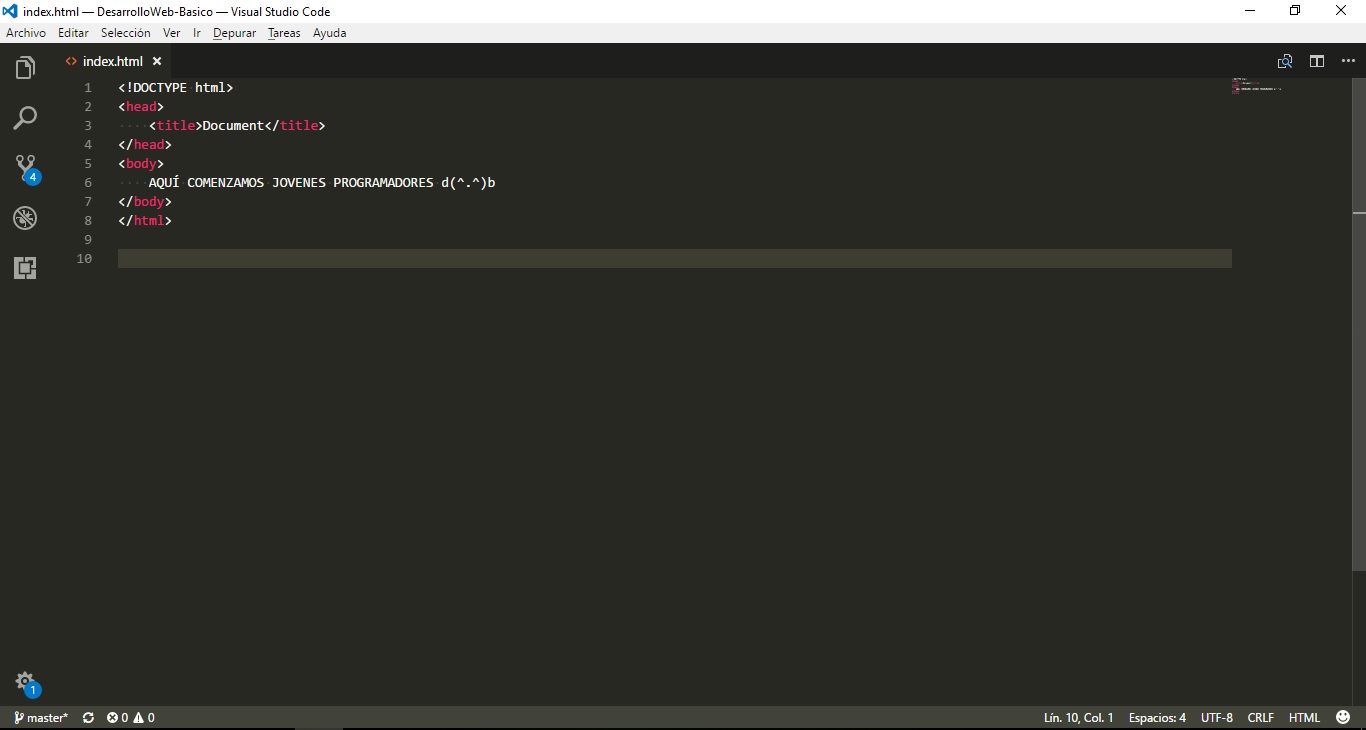 index.html — DesarrolloWeb-Basico — Visual Studio Code
Archivo Editar Selección Ver Ir Depurar Tareas Ayuda
<> index.html ×
1 <!DOCTYPE html>
2 <head>
3 ····<title>Document</title>
4 </head>
5 <body>
6 ····AQUÍ COMENZAMOS JOVENES PROGRAMADORES d(^.^)b
7 </body>
8 </html>
9
10
4
1
master* 0 0 Lín. 10, Col. 1 Espacios: 4 UTF-8 CRLF HTML